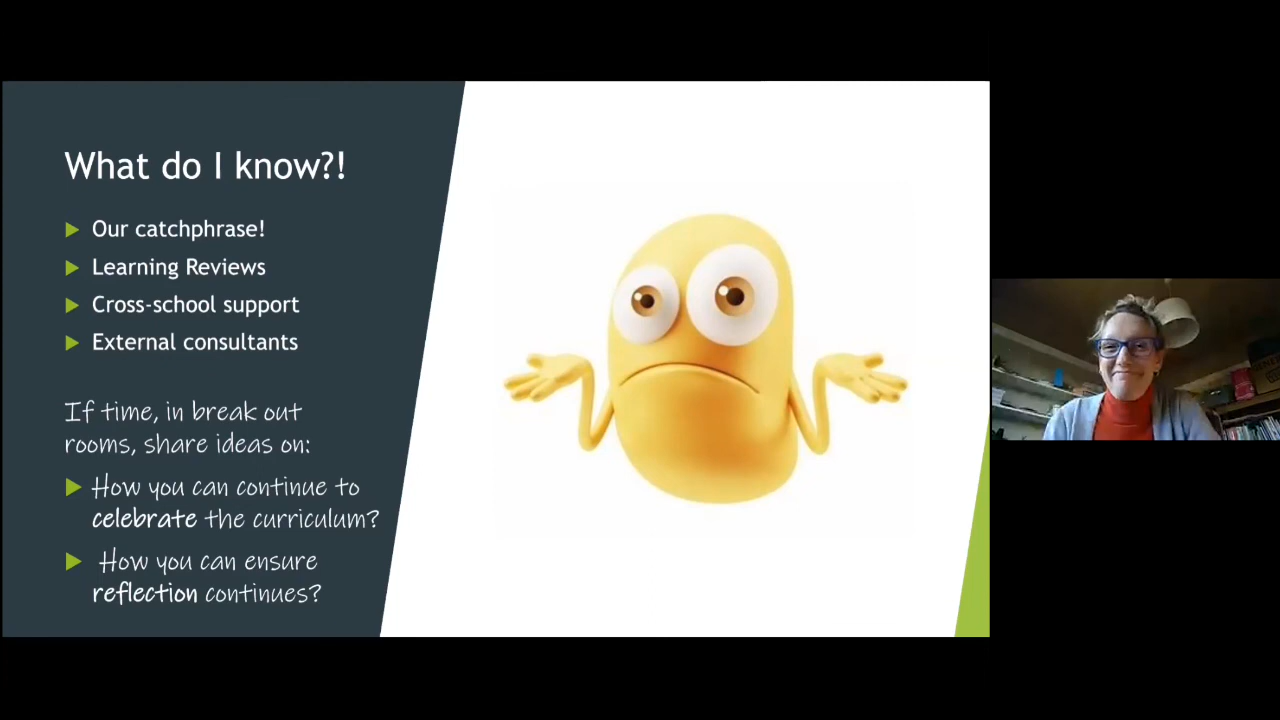 What do I know?!
Our catchphrase!
Learning Reviews
Cross-school support
External consultants
If time, in break out
rooms, share ideas on:
How you can continue to
celebrate the curriculum?
How you can ensure
reflection continues?